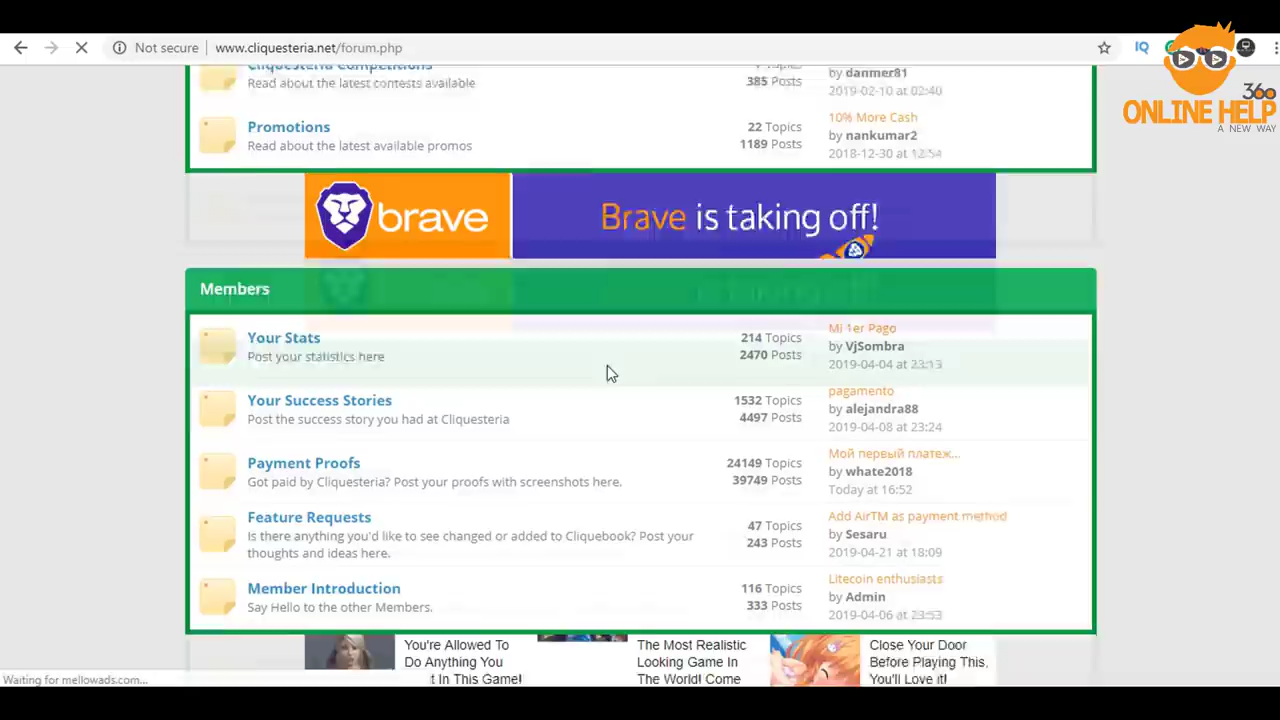 Not secure
www.cliquesteria.net/forum.php
IQ
360
ONLINE HELP
A NEW WAY
Cliquesteria Competitions
Read about the latest contests available
385 Posts
by danmer81
2019-02-10 at 02:40
Promotions
Read about the latest available promos
22 Topics
1189 Posts
10% More Cash
by nankumar2
2018-12-30 at 12:54
brave
Brave is taking off!
Members
Your Stats
Post your statistics here
214 Topics
2470 Posts
Mi 1er Pago
by VjSombra
2019-04-04 at 23:13
Your Success Stories
Post the success story you had at Cliquesteria
1532 Topics
4497 Posts
pagamento
by alejandra88
2019-04-08 at 23:24
Payment Proofs
Got paid by Cliquesteria? Post your proofs with screenshots here.
24149 Topics
39749 Posts
Мой первый платеж...
by whate2018
Today at 16:52
Feature Requests
Is there anything you'd like to see changed or added to Cliquebook? Post your
thoughts and ideas here.
47 Topics
243 Posts
Add AirTM as payment method
by Sesaru
2019-04-21 at 18:09
Member Introduction
Say Hello to the other Members.
116 Topics
333 Posts
Litecoin enthusiasts
by Admin
2019-04-06 at 23:53
You're Allowed To
Do Anything You
t In This Game!
The Most Realistic
Looking Game In
The World! Come
Close Your Door
Before Playing This,
You'll Love it!
Waiting for mellowads.com...